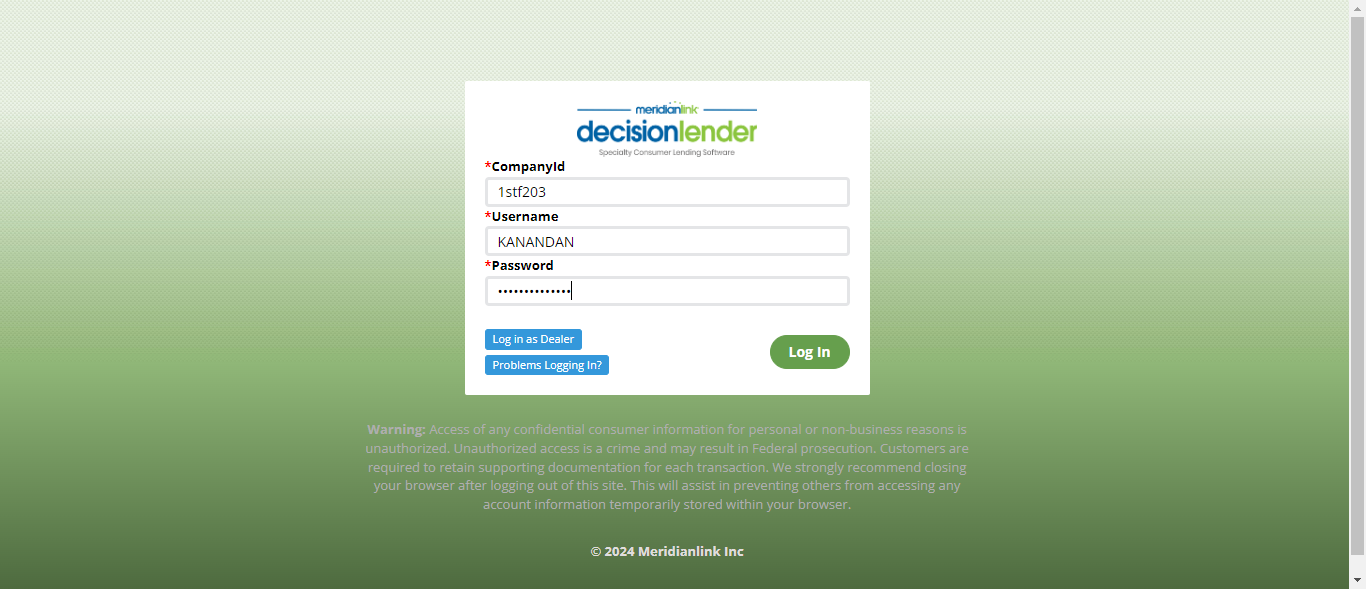 meridianlink
decisionlender
Specialty Consumer Lending Software
*CompanyId
1stf203
*Username
KANANDAN
*Password
••••••••••••••
Log in as Dealer
Problems Logging In?
Log In
Warning: Access of any confidential consumer information for personal or non-business reasons is
unauthorized. Unauthorized access is a crime and may result in Federal prosecution. Customers are
required to retain supporting documentation for each transaction. We strongly recommend closing
your browser after logging out of this site. This will assist in preventing others from accessing any
account information temporarily stored within your browser.
© 2024 Meridianlink Inc